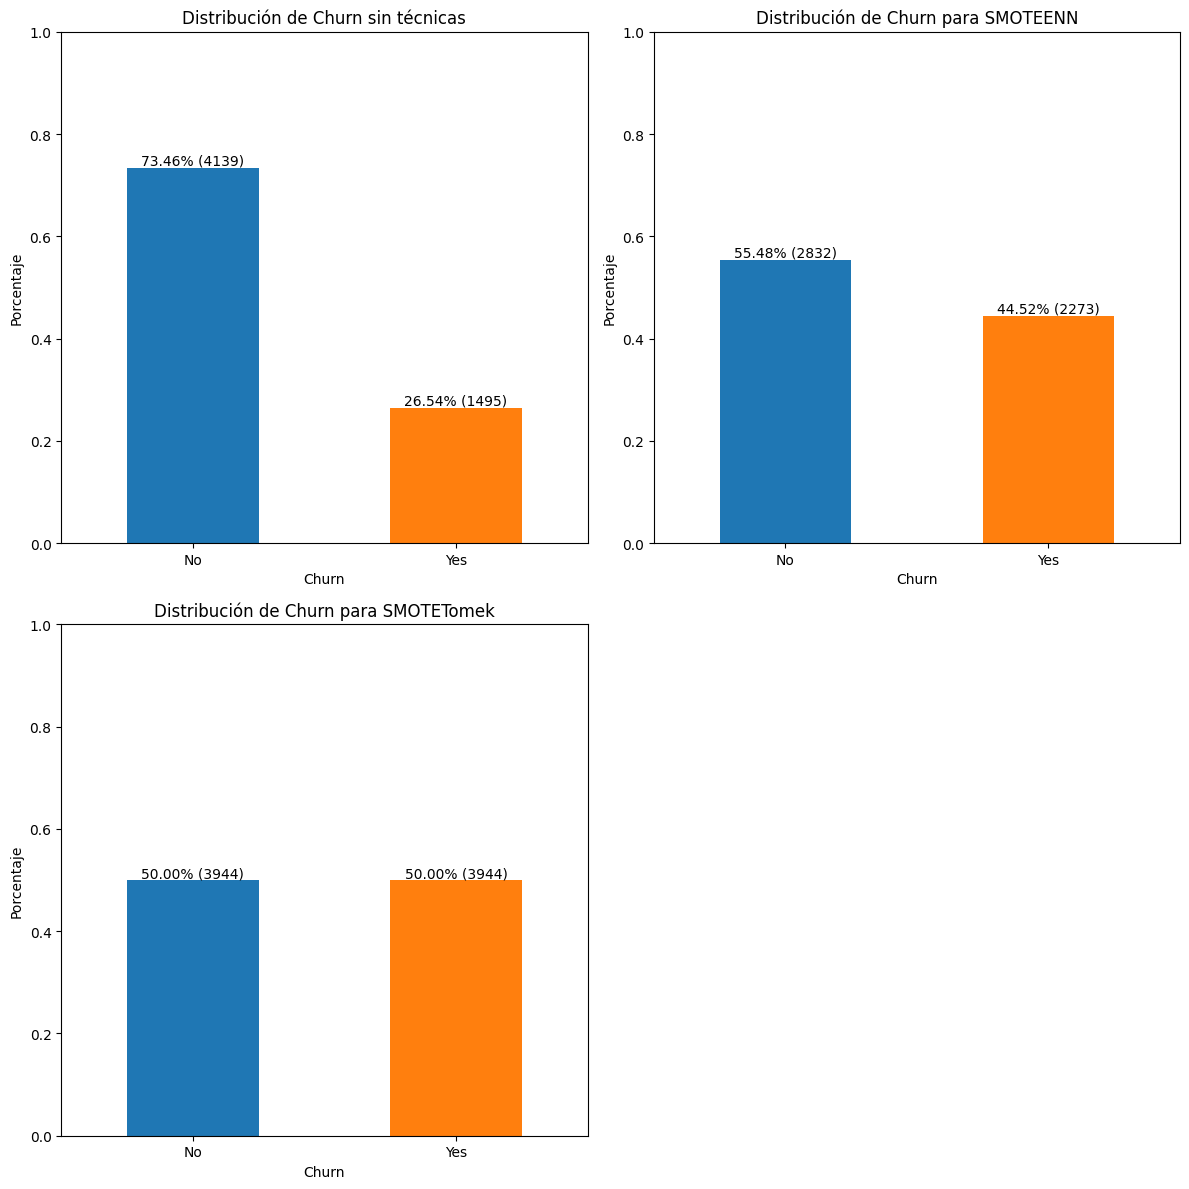 Distribución de Churn sin técnicas
1.0
0.8
0.6
0.4
0.2
0.0
Porcentaje
73.46% (4139)
26.54% (1495)
No
Yes
Churn
Distribución de Churn para SMOTEENN
1.0
0.8
0.6
0.4
0.2
0.0
Porcentaje
55.48% (2832)
44.52% (2273)
No
Yes
Churn
Distribución de Churn para SMOTETomek
1.0
0.8
0.6
0.4
0.2
0.0
Porcentaje
50.00% (3944)
50.00% (3944)
No
Yes
Churn